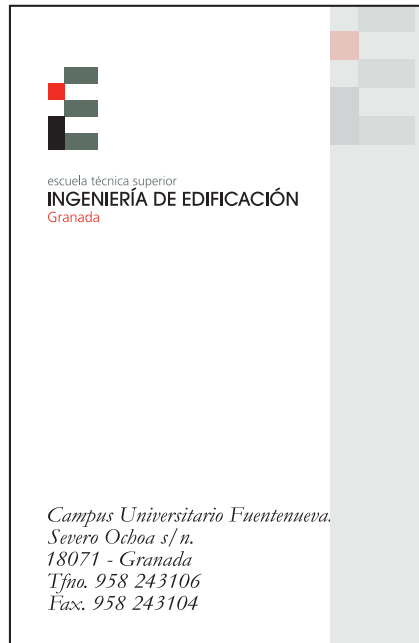 escuela técnica superior
INGENIERÍA DE EDIFICACIÓN
Granada
Campus Universitario Fuentenueva.
Severo Ochoa s/n.
18071 - Granada
Tfno. 958 243106
Fax. 958 243104